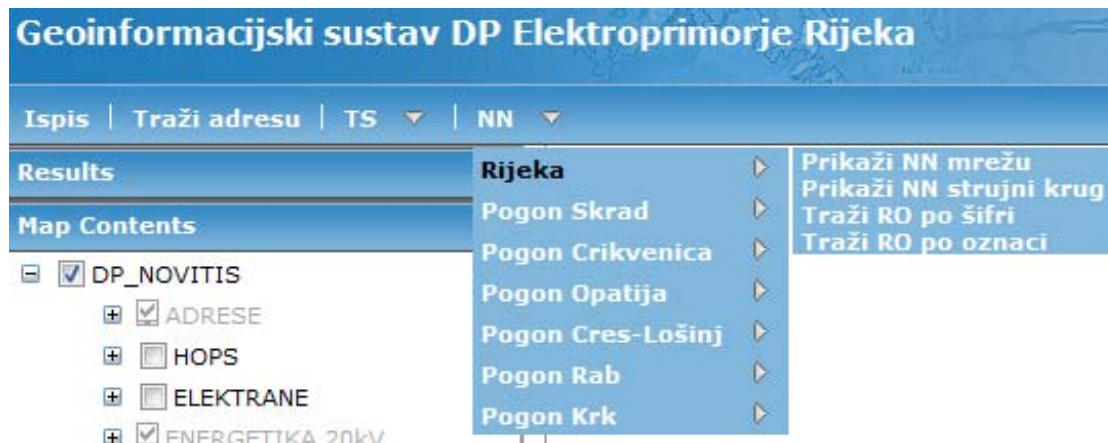 Geoinformacijski sustav DP Elektroprimorje Rijeka
Ispis | Traži adresu | TS | NN
Results
Map Contents
DP_NOVITIS
ADRESE
HOPS
ELEKTRANE
ENERGETIKA 20kV
Rijeka
Pogon Skrad
Pogon Crikvenica
Pogon Opatija
Pogon Cres-Lošinj
Pogon Rab
Pogon Krk
Prikaži NN mrežu
Prikaži NN strujni krug
Traži RO po šifri
Traži RO po oznaci